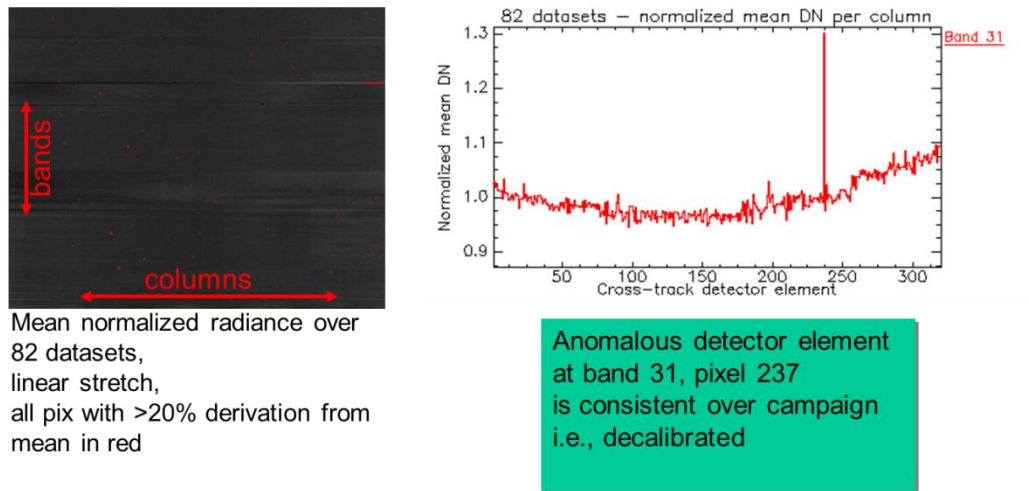 bands
columns
Mean normalized radiance over
82 datasets,
linear stretch,
all pix with >20% derivation from
mean in red
82 datasets – normalized mean DN per column
Band 31
Normalized mean DN
1.3
1.2
1.1
1.0
0.9
50 100 150 200 250 300
Cross-track detector element
Anomalous detector element
at band 31, pixel 237
is consistent over campaign
i.e., decalibrated